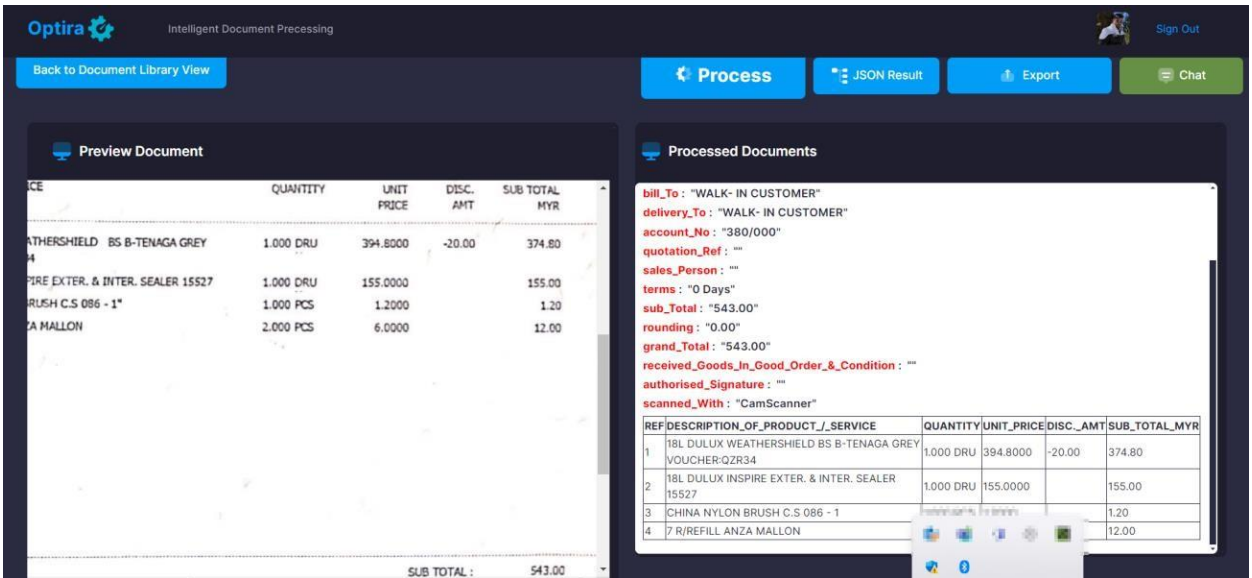 Optira
Intelligent Document Precessing
Sign Out
Back to Document Library View
Process
JSON Result
Export
Chat
Preview Document
ICE QUANTITY UNIT PRICE DISC. AMT SUB TOTAL MYR
ATHERSHIELD BS B-TENAGA GREY 1.000 DRU 394.8000 -20.00 374.80
34
PIRE EXTER. & INTER. SEALER 15527 1.000 DRU 155.0000 155.00
BRUSH C.S 086 - 1" 1.000 PCS 1.2000 1.20
ZA MALLON 2.000 PCS 6.0000 12.00
SUB TOTAL : 543.00
Processed Documents
bill_To : "WALK- IN CUSTOMER"
delivery_To : "WALK- IN CUSTOMER"
account_No : "380/000"
quotation_Ref : ""
sales_Person : ""
terms : "0 Days"
sub_Total : "543.00"
rounding : "0.00"
grand_Total : "543.00"
received_Goods_In_Good_Order_&_Condition : ""
authorised_Signature : ""
scanned_With : "CamScanner"
REF DESCRIPTION_OF_PRODUCT_/_SERVICE QUANTITY UNIT_PRICE DISC._AMT SUB_TOTAL_MYR
1 18L DULUX WEATHERSHIELD BS B-TENAGA GREY VOUCHER:QZR34 1.000 DRU 394.8000 -20.00 374.80
2 18L DULUX INSPIRE EXTER. & INTER. SEALER 15527 1.000 DRU 155.0000 155.00
3 CHINA NYLON BRUSH C.S 086 - 1 1.20
4 7 R/REFILL ANZA MALLON 12.00